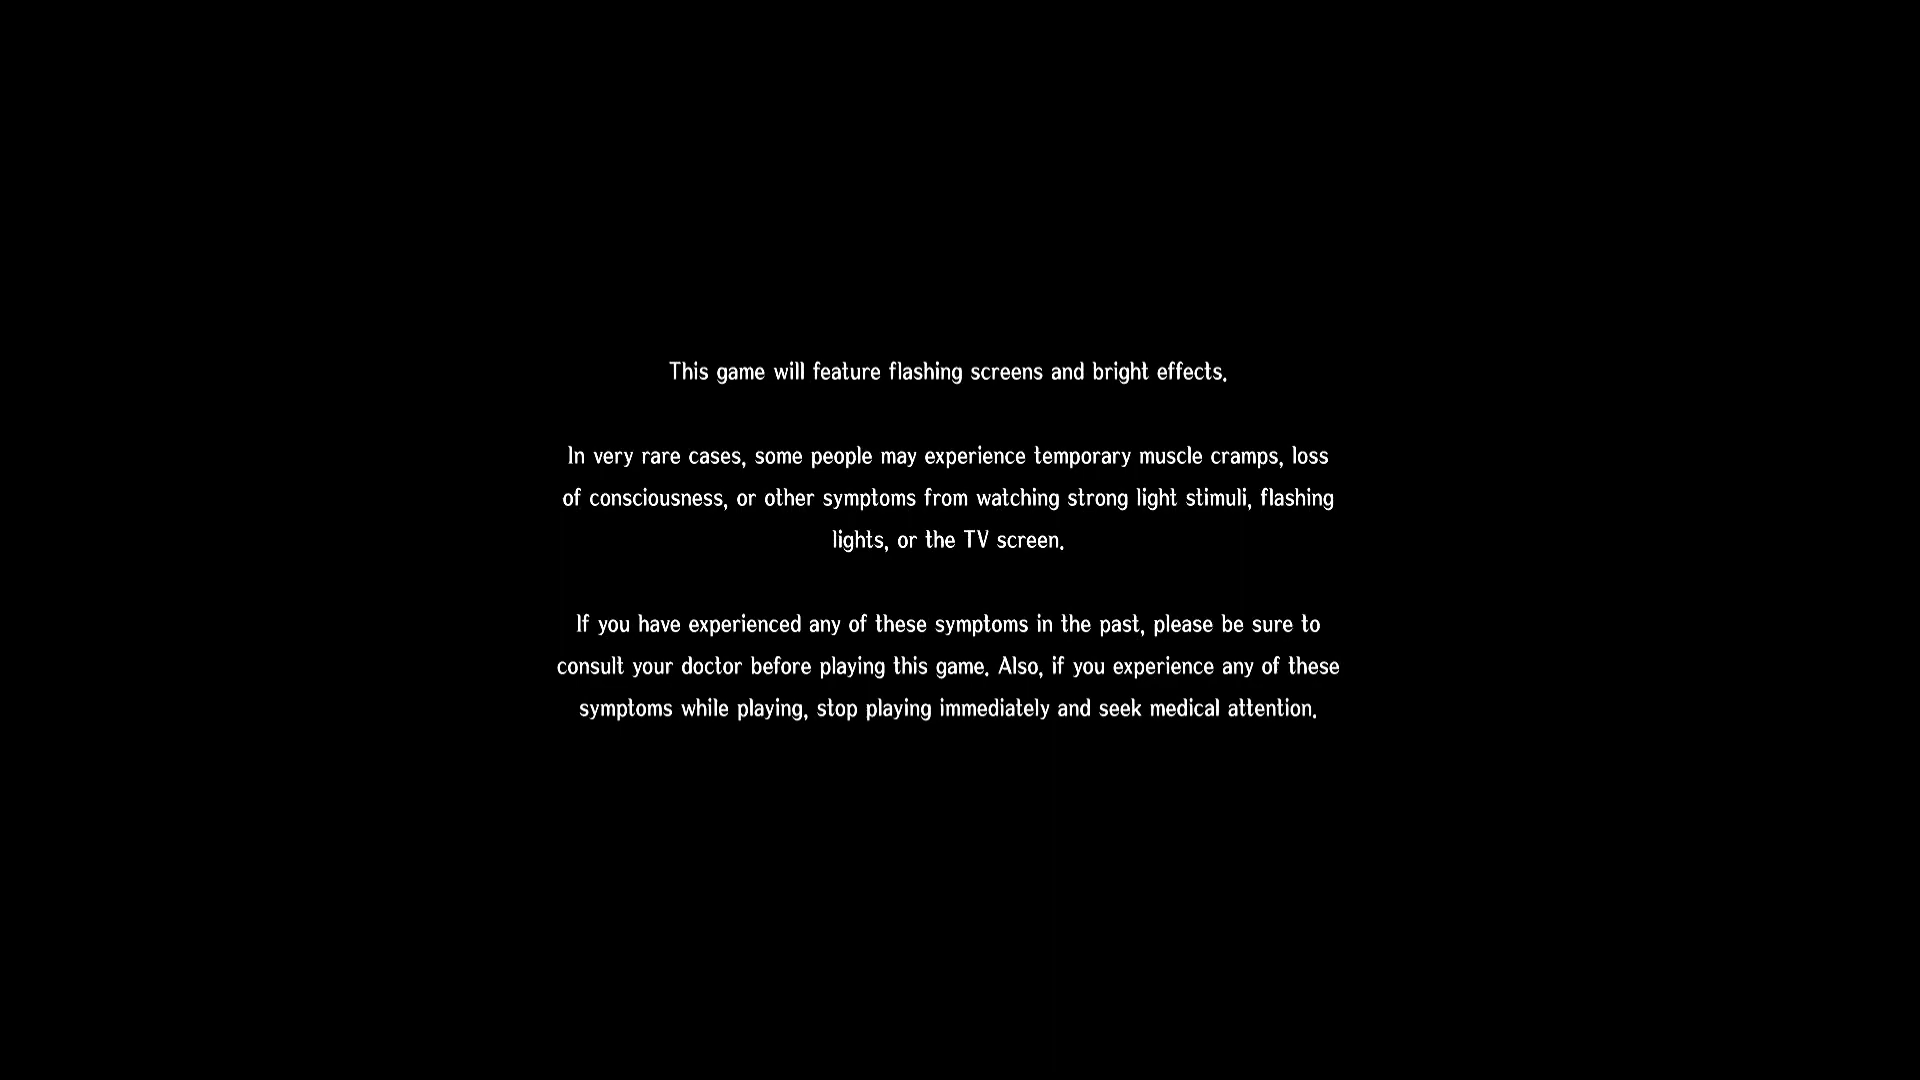 This game will feature flashing screens and bright effects.
In very rare cases, some people may experience temporary muscle cramps, loss
of consciousness, or other symptoms from watching strong light stimuli, flashing
lights, or the TV screen.
If you have experienced any of these symptoms in the past, please be sure to
consult your doctor before playing this game. Also, if you experience any of these
symptoms while playing, stop playing immediately and seek medical attention.